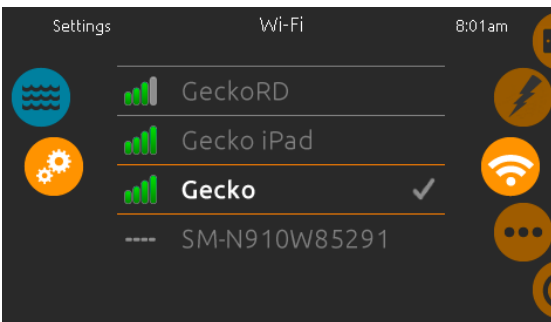 Settings Wi-Fi 8:01am
GeckoRD
Gecko iPad
Gecko
SM-N910W85291